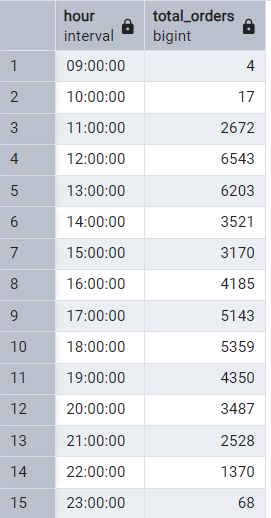 hour total_orders
interval bigint
1 09:00:00 4
2 10:00:00 17
3 11:00:00 2672
4 12:00:00 6543
5 13:00:00 6203
6 14:00:00 3521
7 15:00:00 3170
8 16:00:00 4185
9 17:00:00 5143
10 18:00:00 5359
11 19:00:00 4350
12 20:00:00 3487
13 21:00:00 2528
14 22:00:00 1370
15 23:00:00 68